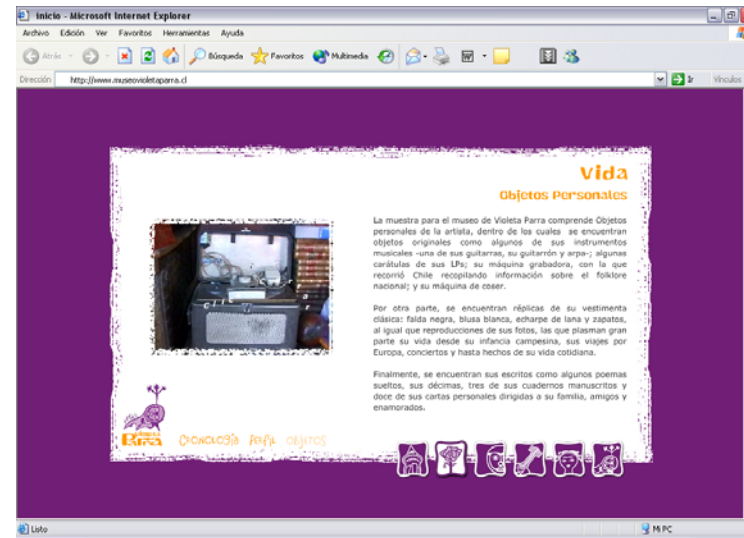 inicio - Microsoft Internet Explorer
Archivo Edición Ver Favoritos Herramientas Ayuda
Atrás Búsqueda Favoritos Multimedia
Dirección http://www.museovioletaparra.cl Ir Vínculos
Vida
Objetos Personales
La muestra para el museo de Violeta Parra comprende Objetos
personales de la artista, dentro de los cuales se encuentran
objetos originales como algunos de sus instrumentos
musicales -una de sus guitarras, su guitarrón y arpa-; algunas
carátulas de sus LPs; su máquina grabadora, con la que
recorrió Chile recopilando información sobre el folklore
nacional; y su máquina de coser.
Por otra parte, se encuentran réplicas de su vestimenta
clásica: falda negra, blusa blanca, echarpe de lana y zapatos,
al igual que reproducciones de sus fotos, las que plasman gran
parte su vida desde su infancia campesina, sus viajes por
Europa, conciertos y hasta hechos de su vida cotidiana.
Finalmente, se encuentran sus escritos como algunos poemas
sueltos, sus décimas, tres de sus cuadernos manuscritos y
doce de sus cartas personales dirigidas a su familia, amigos y
enamorados.
Parra
Cronología Perfil Objetos
Listo Mi PC